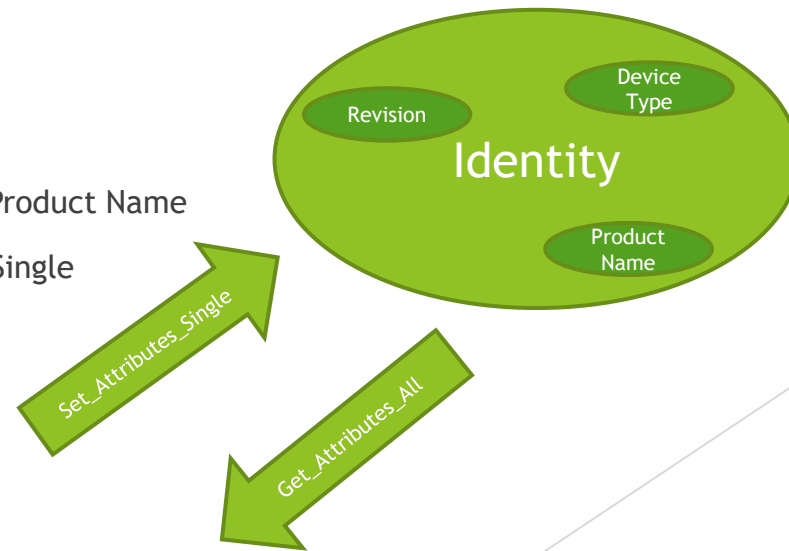 Device
Type
Revision
Identity
Product Name
Product
Name
Single
Set_Attributes_Single
Get_Attributes_All